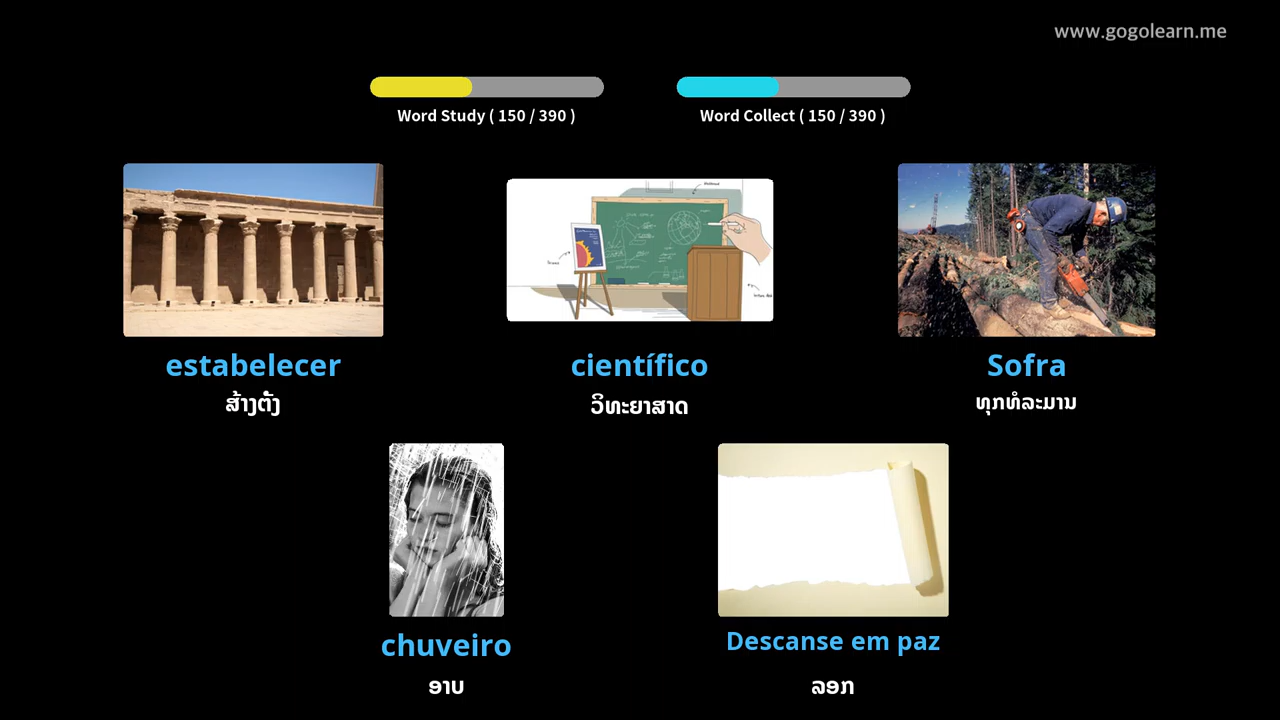 www.gogolearn.me
Word Study ( 150 / 390 )
Word Collect ( 150 / 390 )
estabelecer
ສ້າງຕັ້ງ
científico
ວິທະຍາສາດ
Sofra
ທຸກທໍລະມານ
chuveiro
ອາບ
Descanse em paz
ລອກ